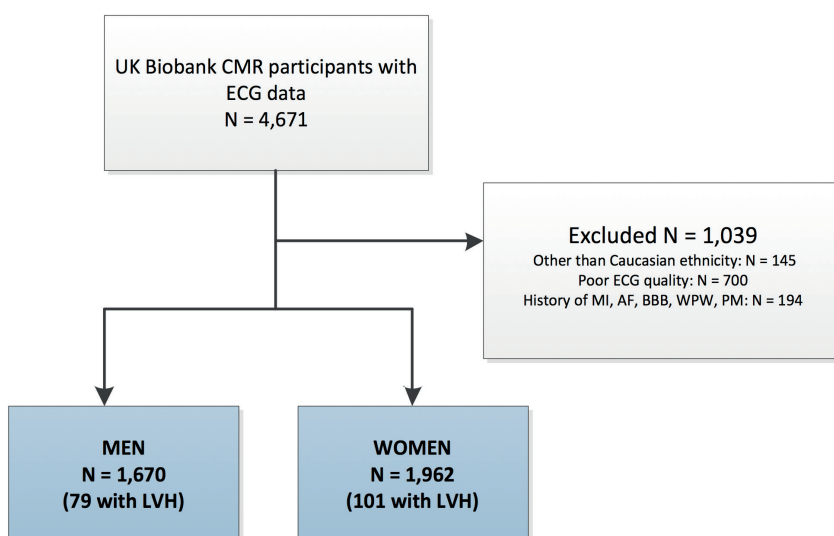 UK Biobank CMR participants with
ECG data
N = 4,671
Excluded N = 1,039
Other than Caucasian ethnicity: N = 145
Poor ECG quality: N = 700
History of MI, AF, BBB, WPW, PM: N = 194
MEN
N = 1,670
(79 with LVH)
WOMEN
N = 1,962
(101 with LVH)